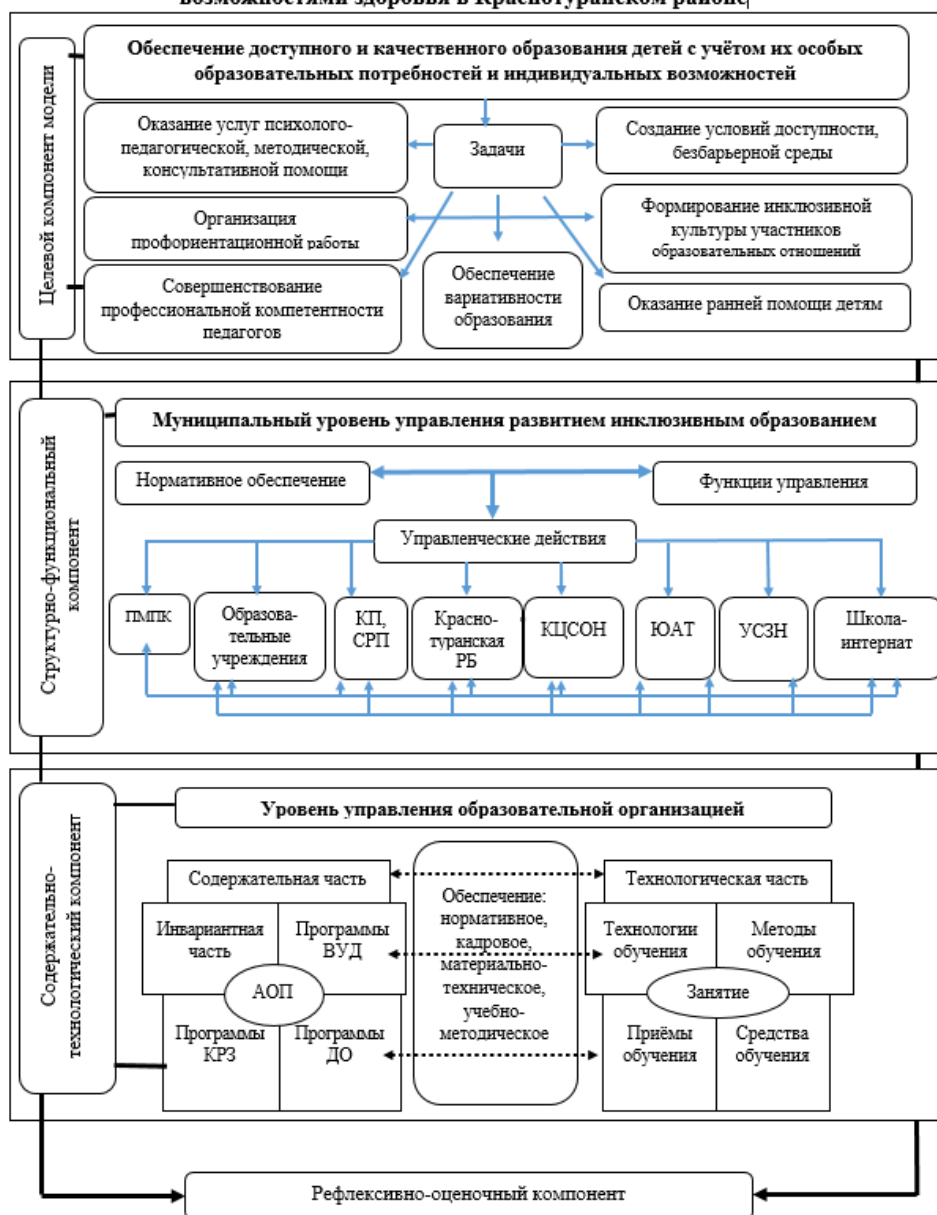 возможностями здоровья в Краснотуранском районе
Целевой компонент модели
Обеспечение доступного и качественного образования детей с учётом их особых
образовательных потребностей и индивидуальных возможностей
Оказание услуг психолого-
педагогической, методической,
консультативной помощи
Задачи
Создание условий доступности,
безбарьерной среды
Организация
профориентационной работы
Формирование инклюзивной
культуры участников
образовательных отношений
Совершенствование
профессиональной компетентности
педагогов
Обеспечение
вариативности
образования
Оказание ранней помощи детям
Структурно-функциональный
компонент
Муниципальный уровень управления развитием инклюзивным образованием
Нормативное обеспечение
Функции управления
Управленческие действия
ПМПК
Образова-
тельные
учреждения
КП,
СРП
Красно-
туранская
РБ
КЦСОН
ЮАТ
УСЗН
Школа-
интернат
Содержательно-
технологический компонент
Уровень управления образовательной организацией
Содержательная часть
Инвариантная
часть
Программы
ВУД
АОП
Программы
КРЗ
Программы
ДО
Обеспечение:
нормативное,
кадровое,
материально-
техническое,
учебно-
методическое
Технологическая часть
Технологии
обучения
Методы
обучения
Занятие
Приёмы
обучения
Средства
обучения
Рефлексивно-оценочный компонент